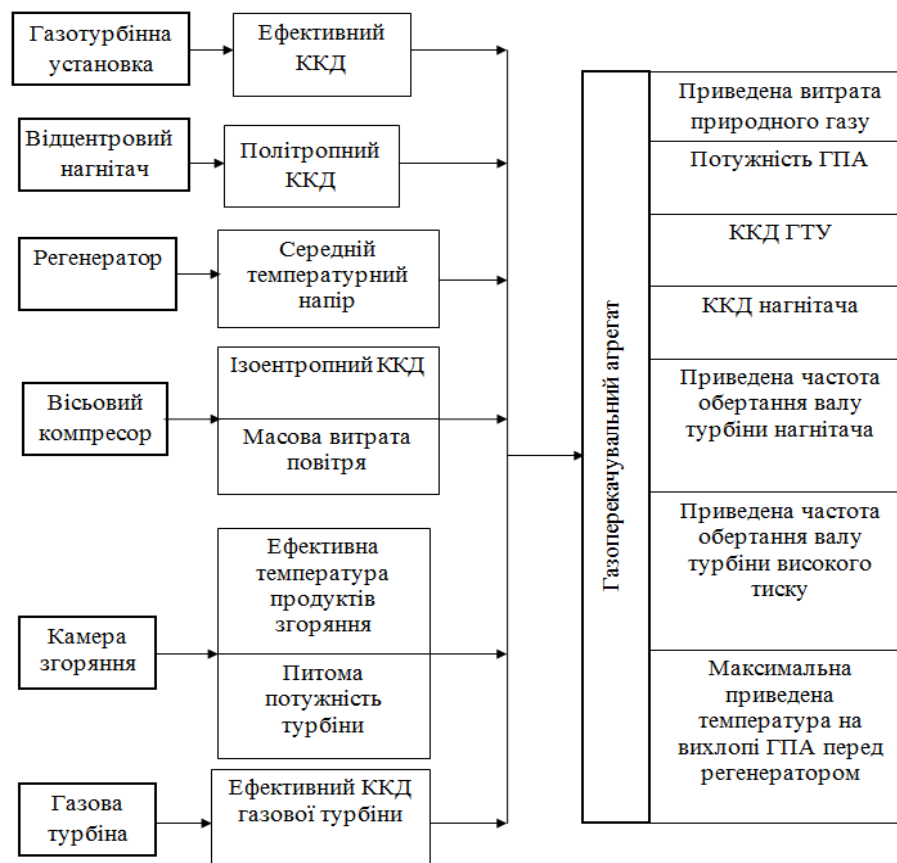 Газотурбінна
установка
Ефективний
ККД
Відцентровий
нагнітач
Політропний
ККД
Регенератор
Середній
температурний
напір
Вісьовий
компресор
Ізоентропний ККД
Масова витрата
повітря
Камера
згоряння
Ефективна
температура
продуктів
згоряння
Питома
потужність
турбіни
Газова
турбіна
Ефективний ККД
газової турбіни
Газоперекачувальний агрегат
Приведена витрата
природного газу
Потужність ГПА
ККД ГТУ
ККД нагнітача
Приведена частота
обертання валу
турбіни нагнітача
Приведена частота
обертання валу
турбіни високого
тиску
Максимальна
приведена
температура на
вихлопі ГПА перед
регенератором